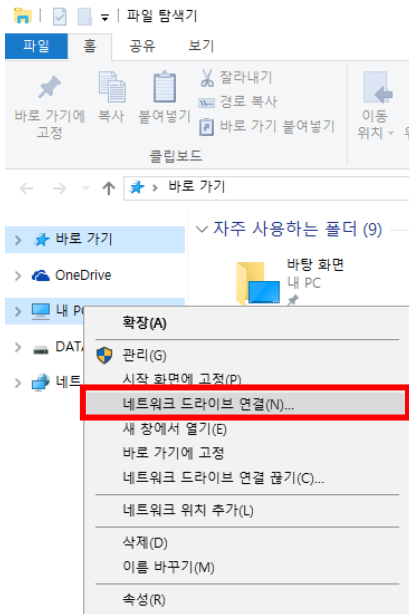 파일 탐색기
파일 홈 공유 보기
바로 가기에
고정
복사
붙여넣기
잘라내기
경로 복사
바로 가기 붙여넣기
이동
위치
클립보드
바로 가기
바로 가기
OneDrive
내 P
DATA
네트
자주 사용하는 폴더 (9)
바탕 화면
내 PC
확장(A)
관리(G)
시작 화면에 고정(P)
네트워크 드라이브 연결(N)...
새 창에서 열기(E)
바로 가기에 고정
네트워크 드라이브 연결 끊기(C)...
네트워크 위치 추가(L)
삭제(D)
이름 바꾸기(M)
속성(R)